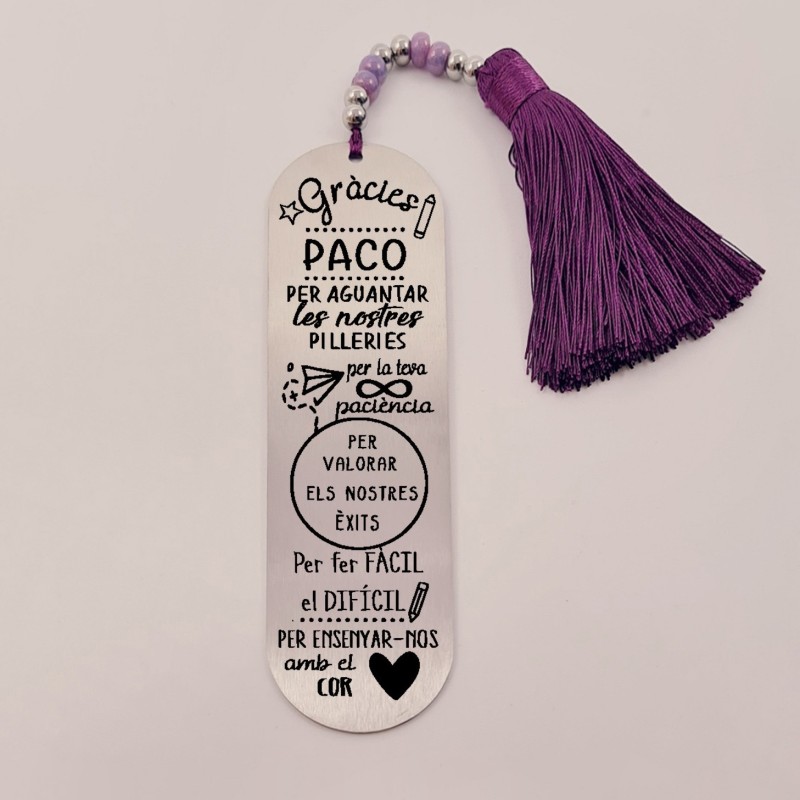 Gràcies
PACO
PER AGUANTAR
les nostres
PILLERIES
per la teva
paciència
PER
VALORAR
ELS NOSTRES
ÈXITS
Per fer FÀCIL
el DIFÍCIL
PER ENSENYAR-NOS
amb el
COR